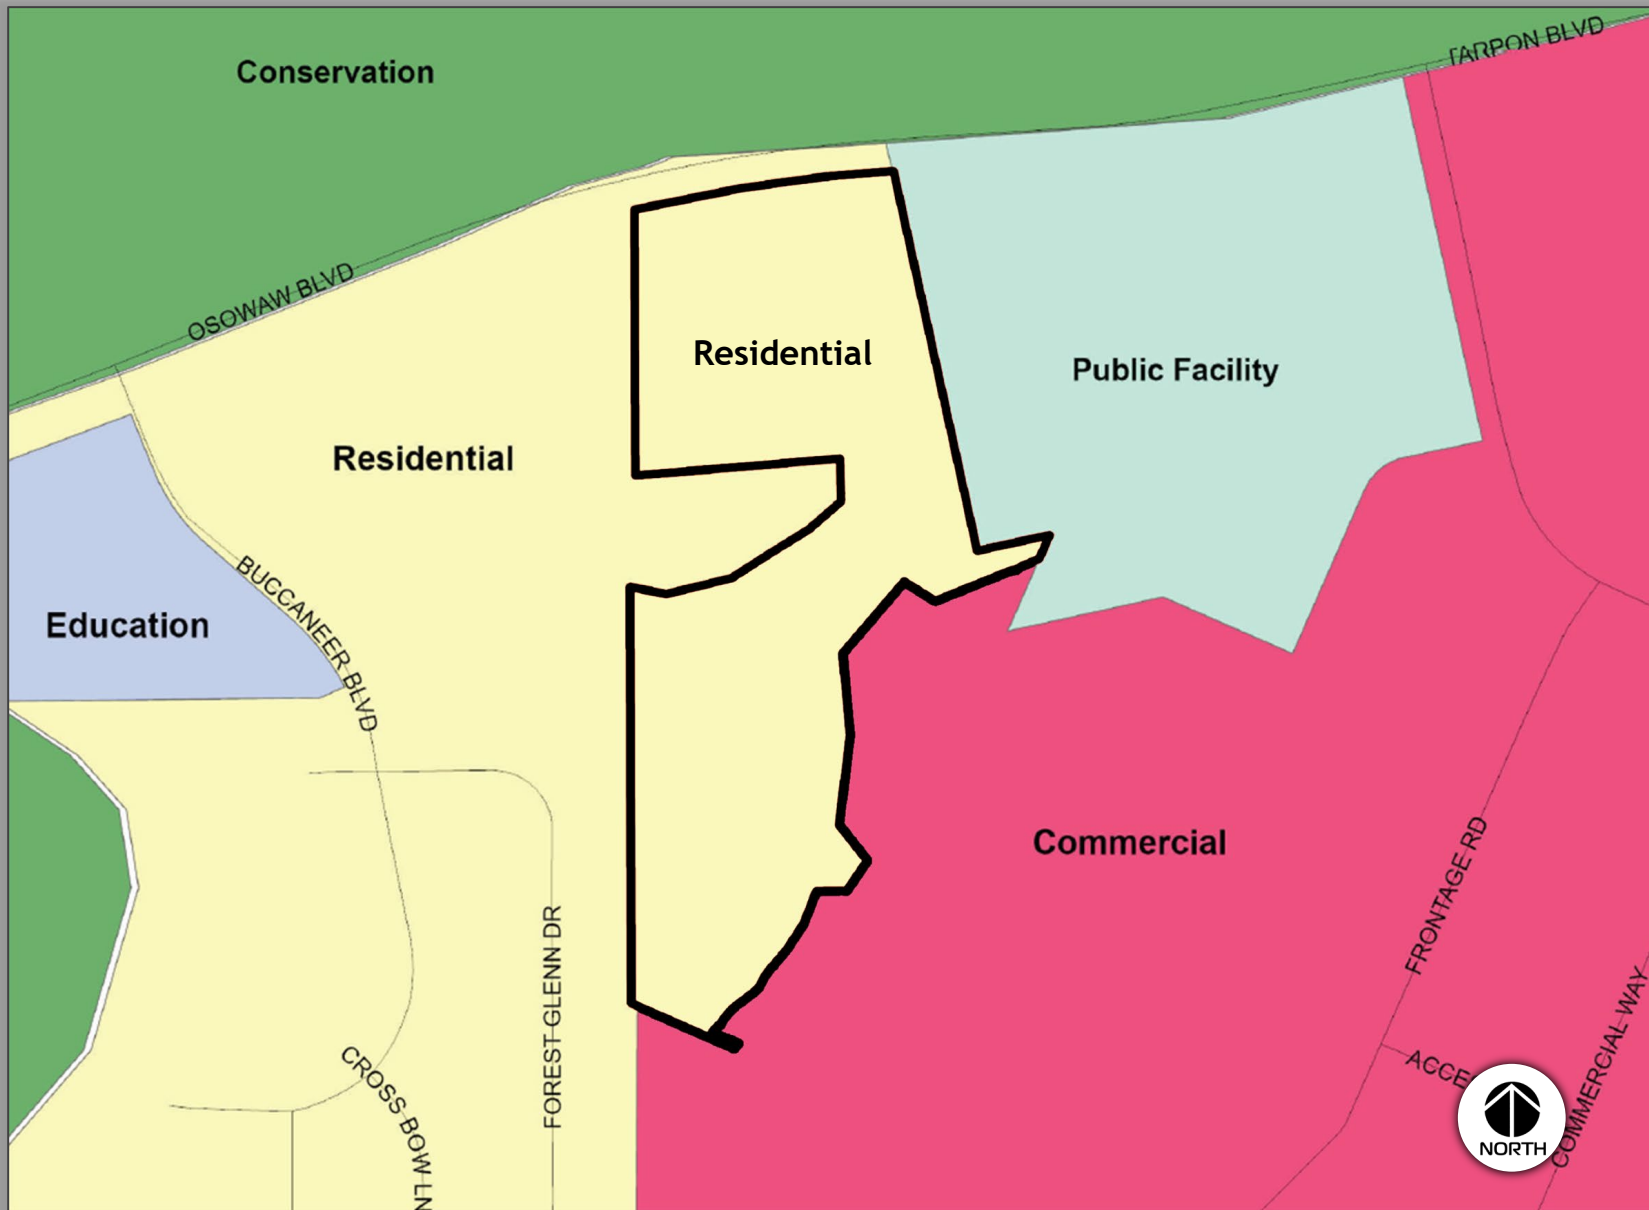 TARPON BLVD
Conservation
OSOWAW BLVD
Residential
Public Facility
Residential
BUCCANEER BLVD
Education
Commercial
FRONTAGE RD
FOREST GLENN DR
COMMERCIAL WAY
CROSS BOW LN
NORTH